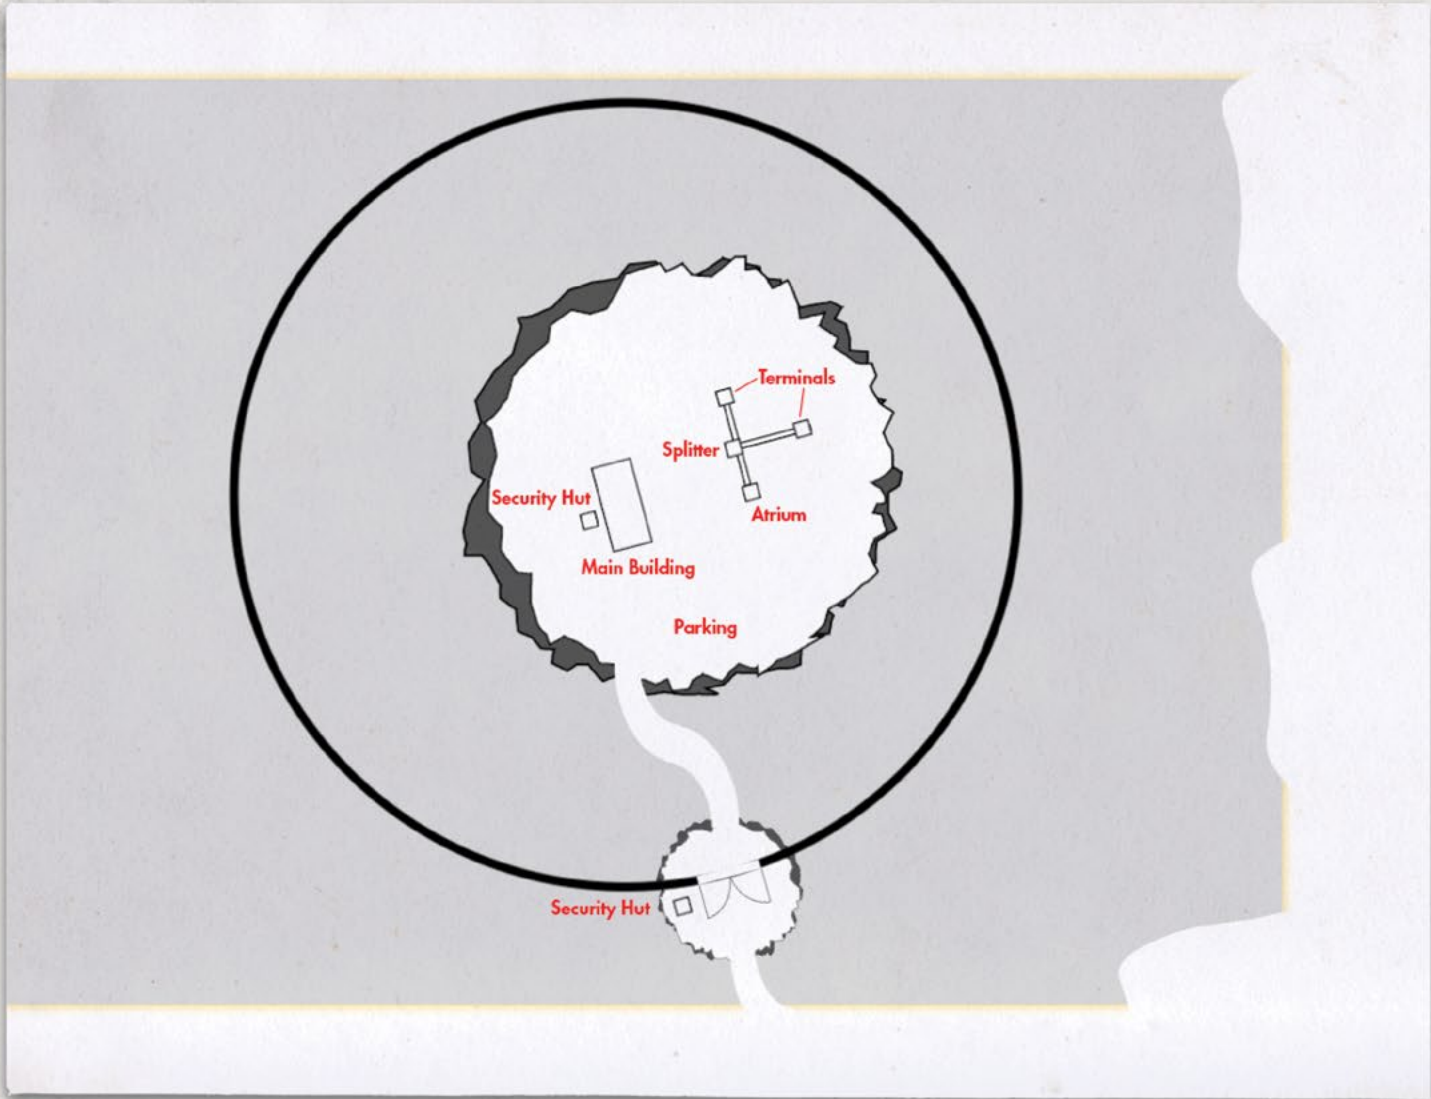 Terminals
Splitter
Security Hut
Atrium
Main Building
Parking
Security Hut